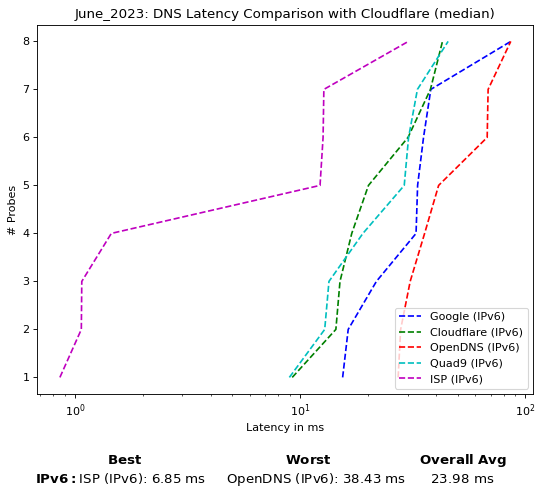 June_2023: DNS Latency Comparison with Cloudflare (median)
8
7
6
5
4
3
2
1
# Probes
Google (IPv6)
Cloudflare (IPv6)
OpenDNS (IPv6)
Quad9 (IPv6)
ISP (IPv6)
10⁰ 10¹ 10²
Latency in ms
Best Worst Overall Avg
IPv6: ISP (IPv6): 6.85 ms OpenDNS (IPv6): 38.43 ms 23.98 ms